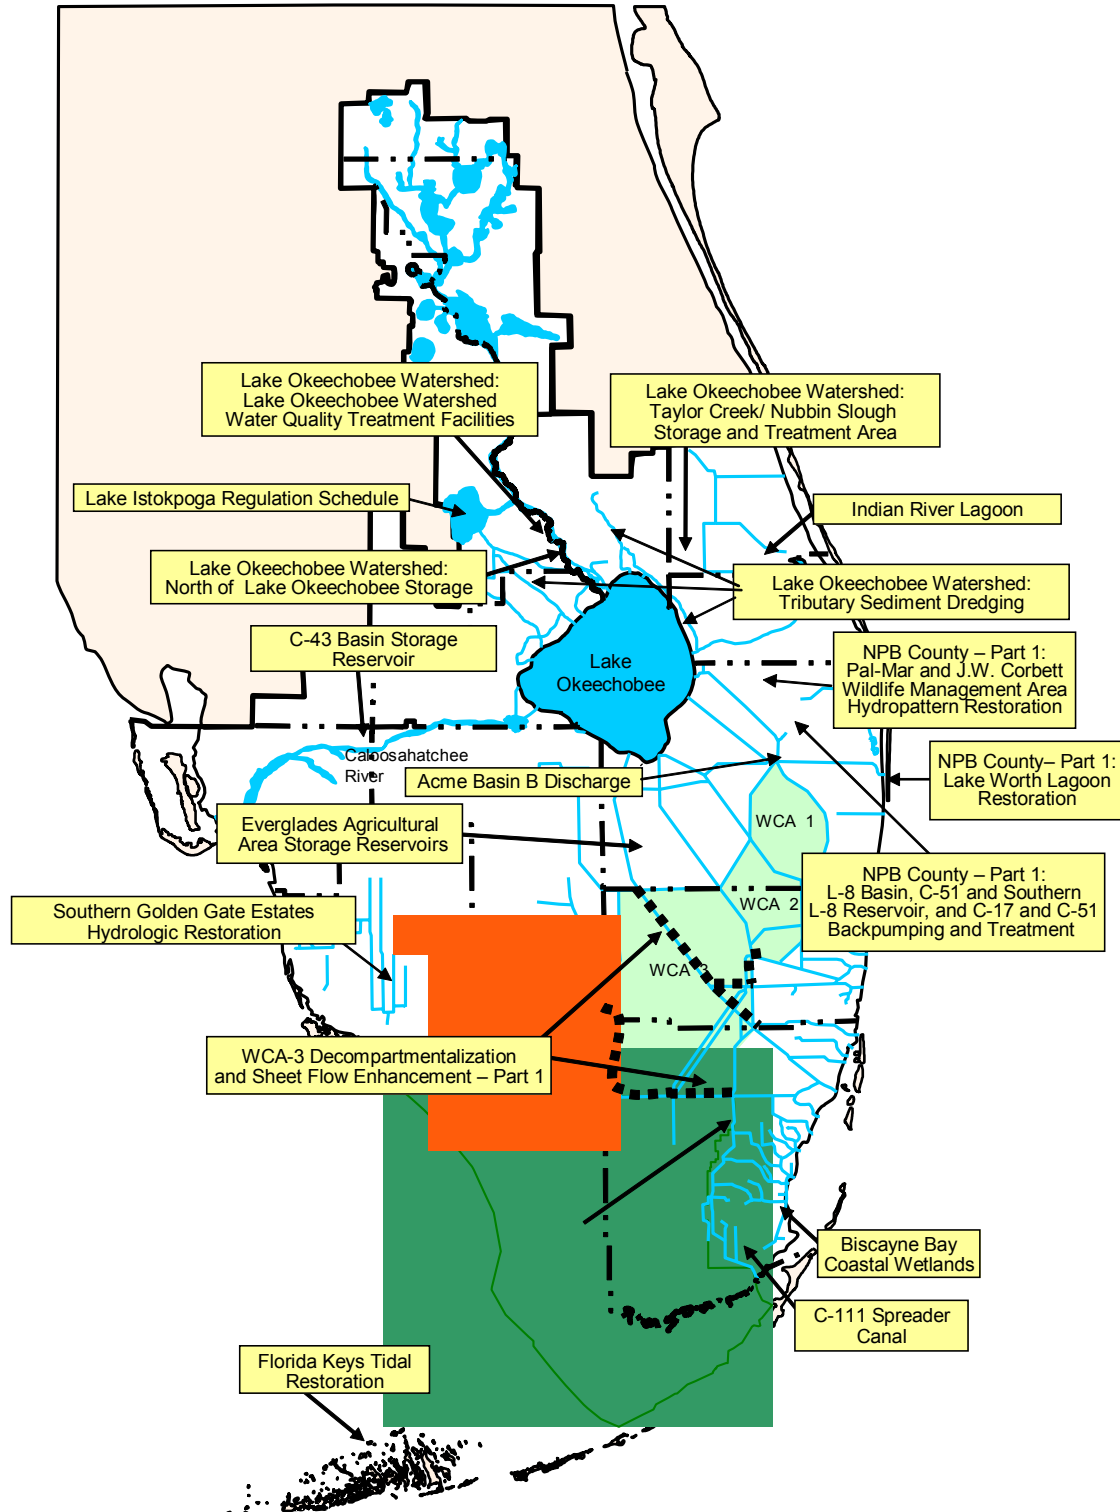 Lake Okeechobee Watershed:
Lake Okeechobee Watershed
Water Quality Treatment Facilities
Lake Okeechobee Watershed:
Taylor Creek/ Nubbin Slough
Storage and Treatment Area
Lake Istokpoga Regulation Schedule
Indian River Lagoon
Lake Okeechobee Watershed:
North of Lake Okeechobee Storage
Lake Okeechobee Watershed:
Tributary Sediment Dredging
C-43 Basin Storage
Reservoir
Lake
Okeechobee
NPB County – Part 1:
Pal-Mar and J.W. Corbett
Wildlife Management Area
Hydropattern Restoration
Caloosahatchee
River
Acme Basin B Discharge
NPB County– Part 1:
Lake Worth Lagoon
Restoration
Everglades Agricultural
Area Storage Reservoirs
WCA 1
NPB County – Part 1:
L-8 Basin, C-51 and Southern
L-8 Reservoir, and C-17 and C-51
Backpumping and Treatment
WCA 2
Southern Golden Gate Estates
Hydrologic Restoration
WCA 3
WCA-3 Decompartmentalization
and Sheet Flow Enhancement – Part 1
Biscayne Bay
Coastal Wetlands
C-111 Spreader
Canal
Florida Keys Tidal
Restoration